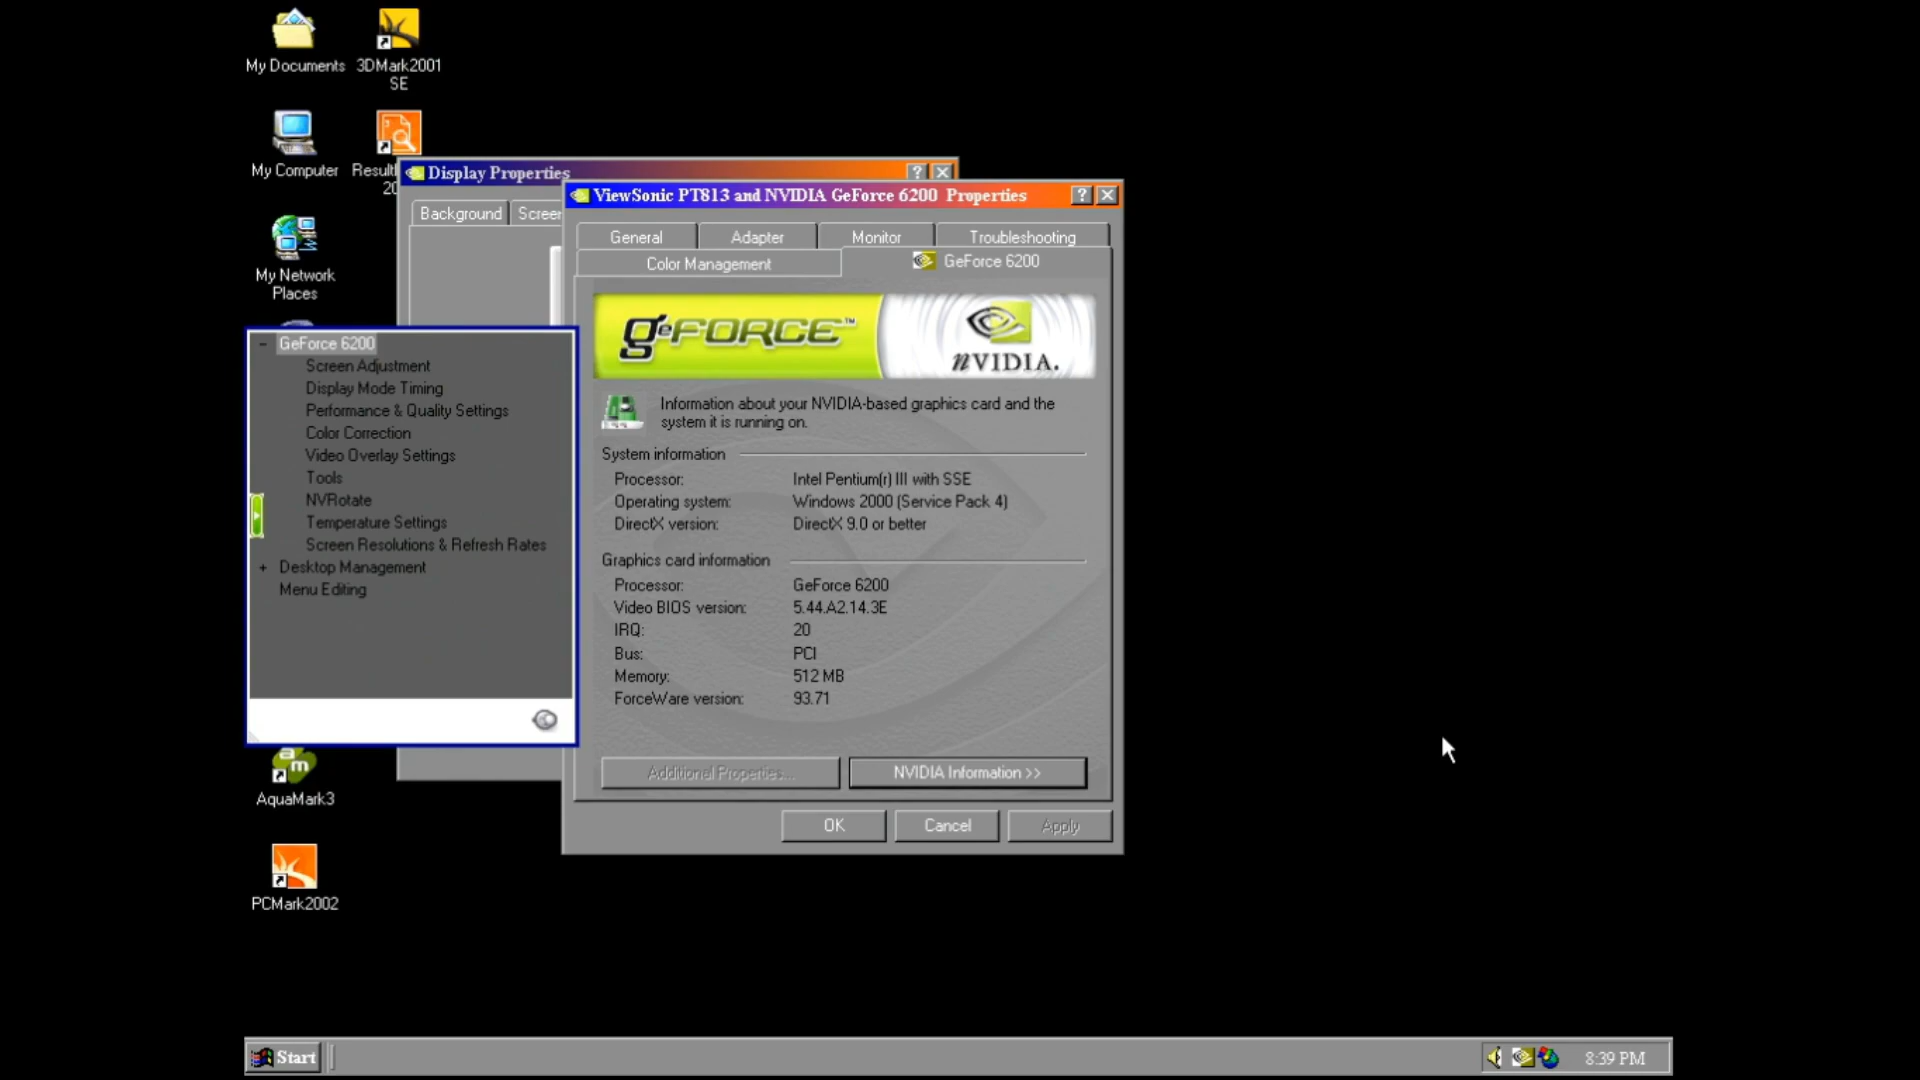 My Documents
3DMark2001
SE
My Computer
Result
20
My Network
Places
Display Properties
Background
Screen
ViewSonic PT813 and NVIDIA GeForce 6200 Properties
General
Adapter
Monitor
Troubleshooting
Color Management
GeForce 6200
GeFORCE™
nVIDIA.
Information about your NVIDIA-based graphics card and the
system it is running on.
System information
Processor: Intel Pentium(r) III with SSE
Operating system: Windows 2000 (Service Pack 4)
DirectX version: DirectX 9.0 or better
Graphics card information
Processor: GeForce 6200
Video BIOS version: 5.44.A2.14.3E
IRQ: 20
Bus: PCI
Memory: 512 MB
ForceWare version: 93.71
Additional Properties...
NVIDIA Information >>
OK
Cancel
Apply
GeForce 6200
Screen Adjustment
Display Mode Timing
Performance & Quality Settings
Color Correction
Video Overlay Settings
Tools
NVRotate
Temperature Settings
Screen Resolutions & Refresh Rates
Desktop Management
Menu Editing
am
AquaMark3
PCMark2002
Start
8:39 PM